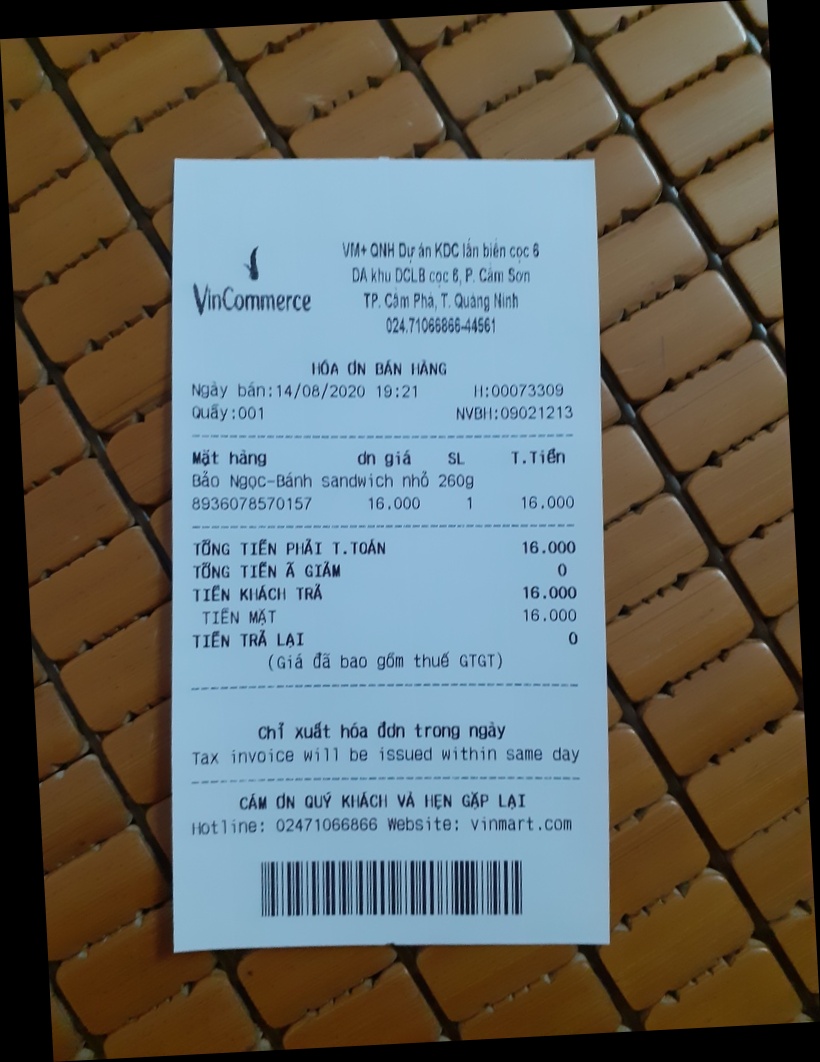 VinCommerce
VM+ QNH Dự án KDC lấn biển cọc 6
DA khu DCLB cọc 6, P. Cẩm Sơn
TP. Cẩm Phả, T. Quảng Ninh
024.71066866-44561
HÓA ƠN BÁN HÀNG
Ngày bán:14/08/2020 19:21 H:00073309
Quầy:001 NVBH:09021213
Mặt hàng ơn giá SL T.Tiền
Bảo Ngọc-Bánh sandwich nhỏ 260g
8936078570157 16.000 1 16.000
TỔNG TIỀN PHẢI T.TOÁN 16.000
TỔNG TIỀN Ã GIẢM 0
TIỀN KHÁCH TRẢ 16.000
TIỀN MẶT 16.000
TIỀN TRẢ LẠI 0
(Giá đã bao gồm thuế GTGT)
Chỉ xuất hóa đơn trong ngày
Tax invoice will be issued within same day
CẢM ƠN QUÝ KHÁCH VÀ HẸN GẶP LẠI
Hotline: 02471066866 Website: vinmart.com